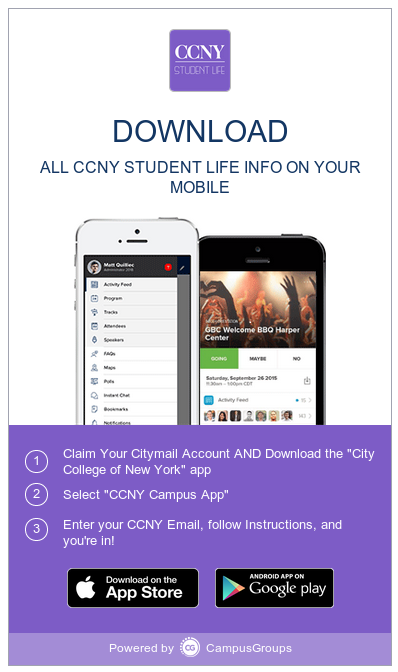 CCNY
STUDENT LIFE
DOWNLOAD
ALL CCNY STUDENT LIFE INFO ON YOUR
MOBILE
Matt Quillec
Activity Feed
Program
Tracks
Attendees
Speakers
FAQs
Maps
Polls
Instant Chat
Bookmarks
Notifications
GBC Welcome BBQ Harper
Center
GOING MAYBE NO
Saturday, September 26 2015
11:30am - 1:00pm CDT
Activity Feed 15
143
1 Claim Your Citymail Account AND Download the "City
College of New York" app
2 Select "CCNY Campus App"
3 Enter your CCNY Email, follow Instructions, and
you're in!
Download on the
App Store
ANDROID APP ON
Google play
Powered by CG CampusGroups